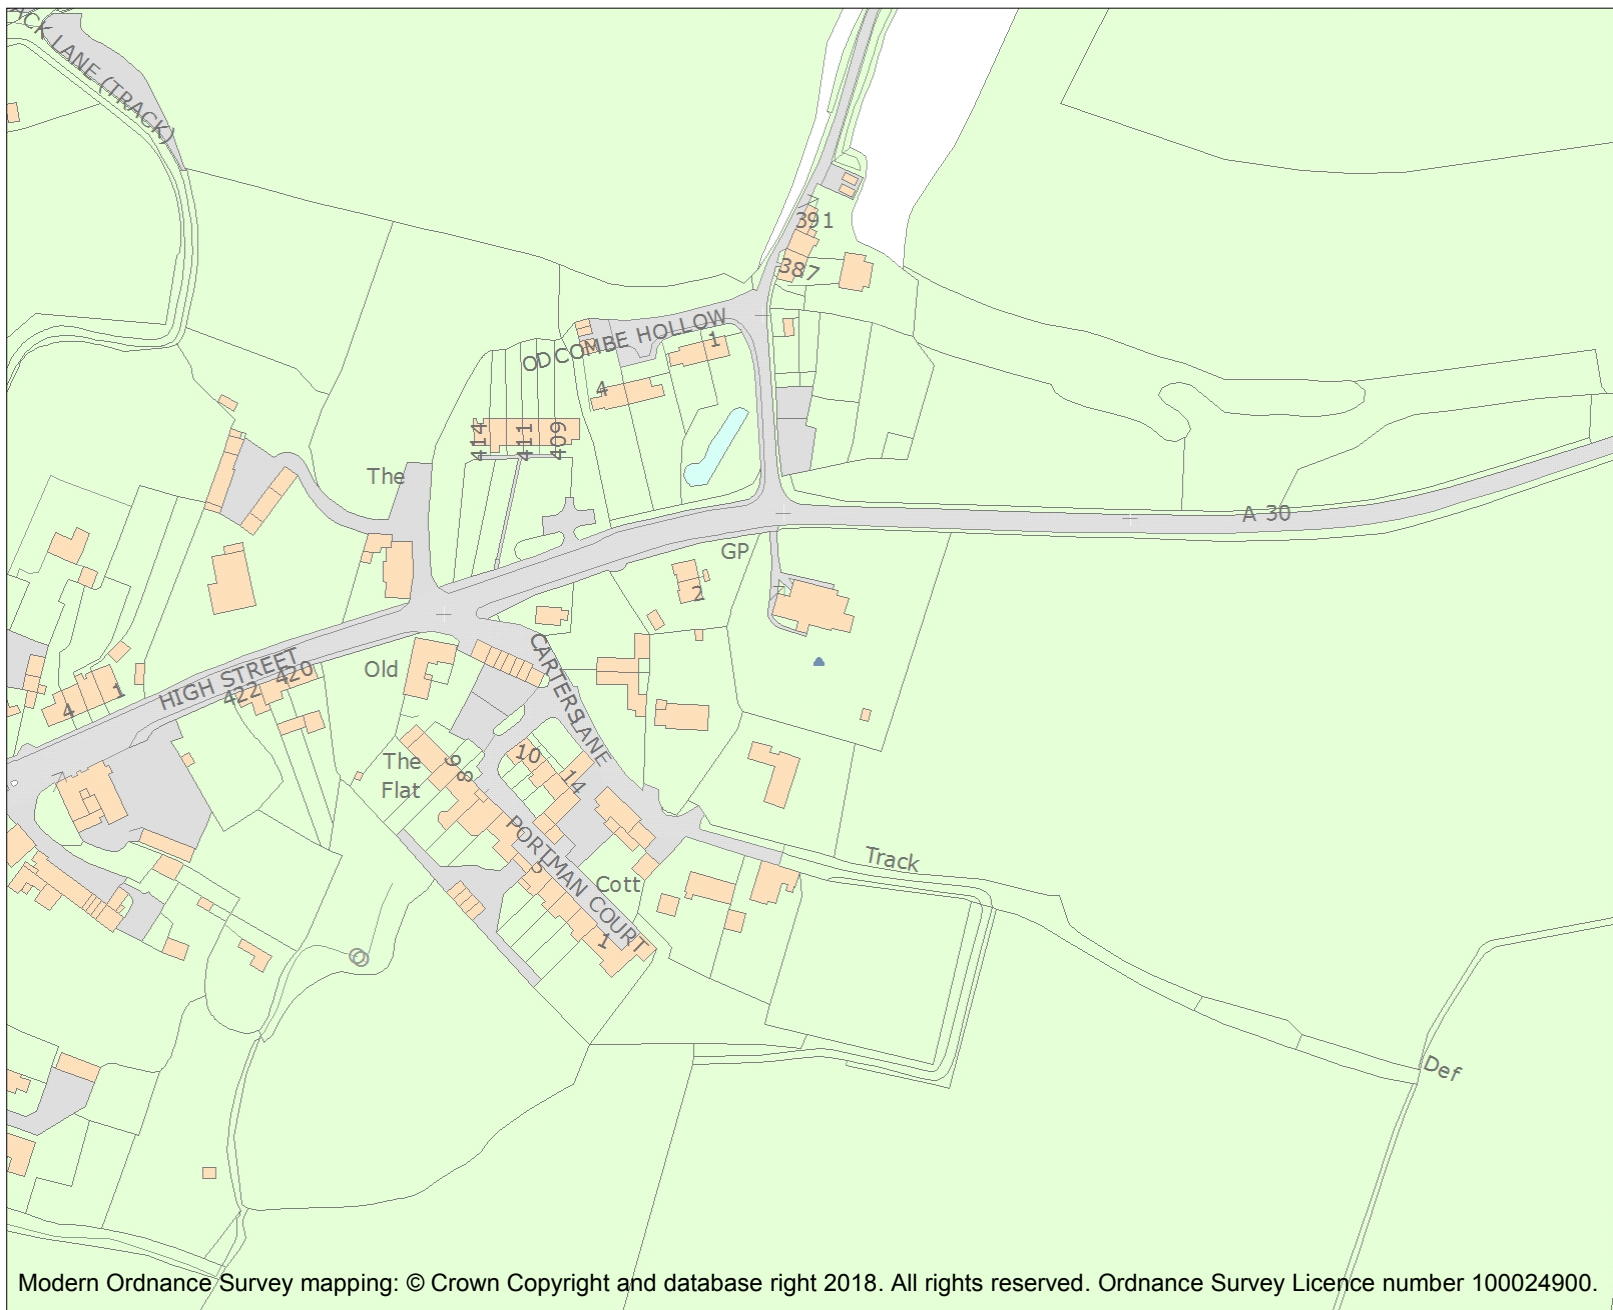 ACK LANE (TRACK)
391
387
ODCOMBE HOLLOW
1
4
414
411
409
The
A 30
GP
2
HIGH STREET
420
422
1
4
Old
CARTERS LANE
The
Flat
9
8
10
14
PORTMAN COURT
5
Cott
1
Track
Def
Modern Ordnance Survey mapping: © Crown Copyright and database right 2018. All rights reserved. Ordnance Survey Licence number 100024900.